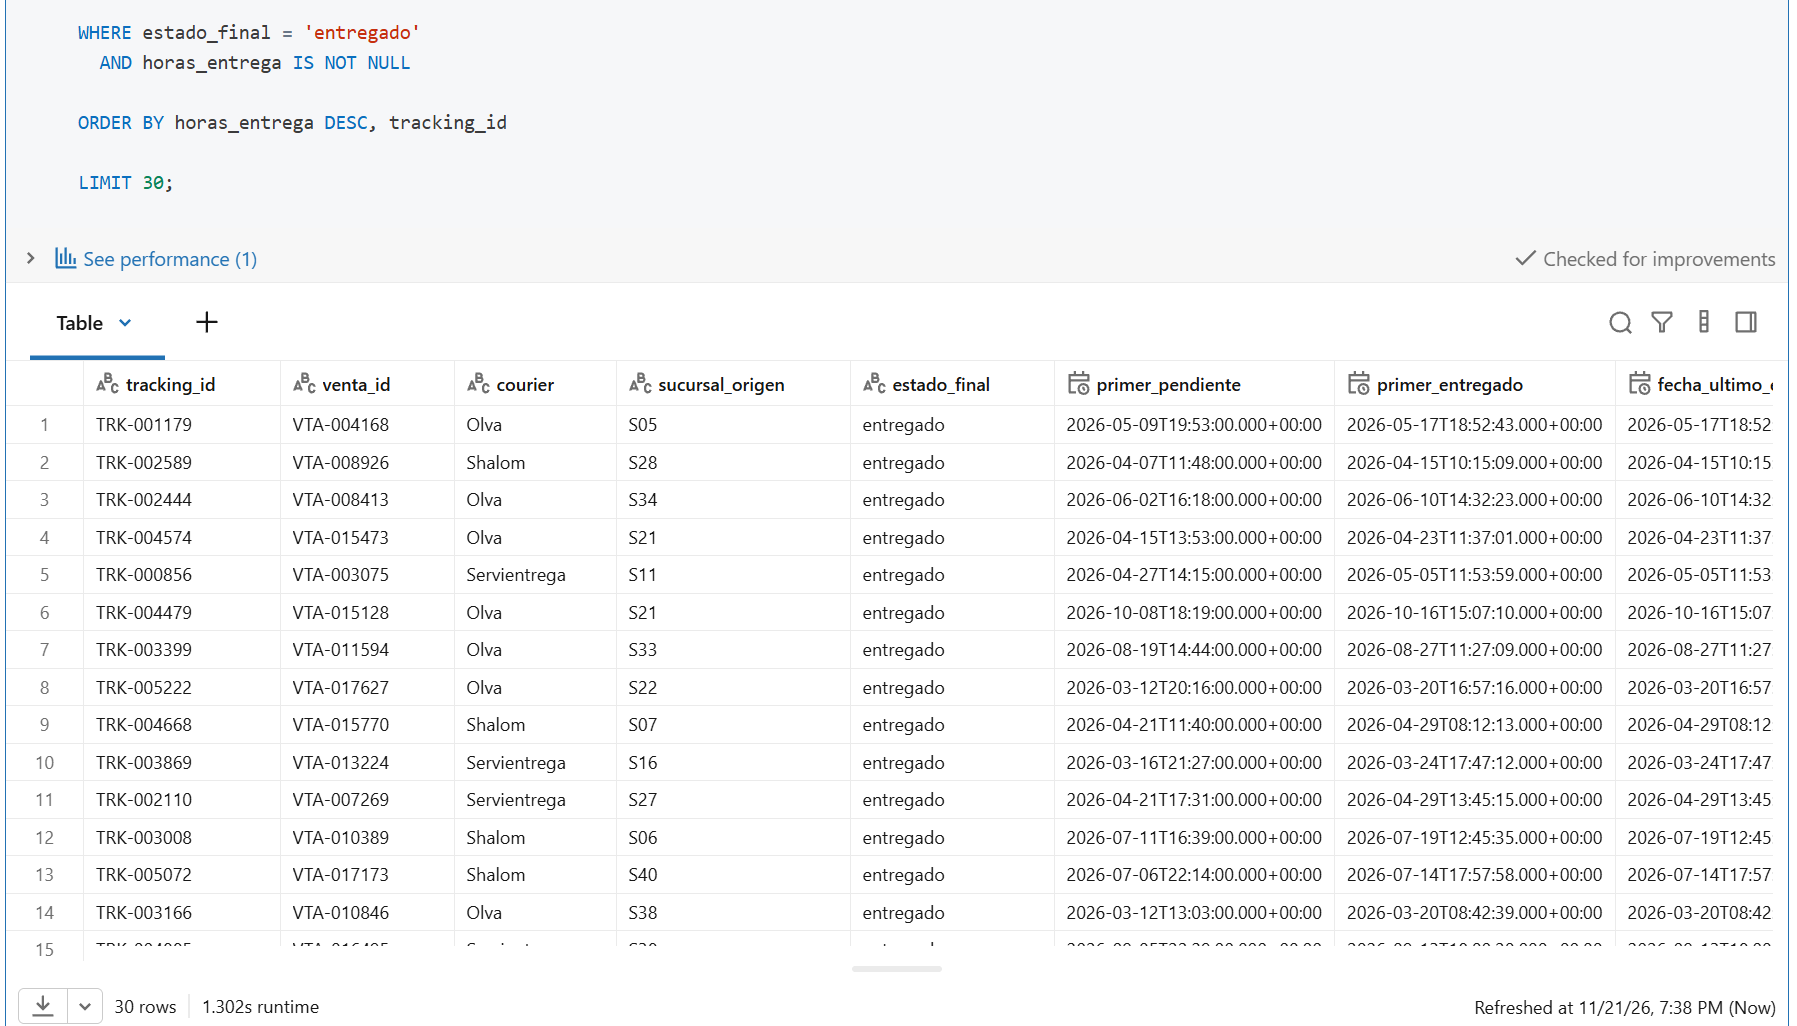 WHERE estado_final = 'entregado'
AND horas_entrega IS NOT NULL
ORDER BY horas_entrega DESC, tracking_id
LIMIT 30;
See performance (1)
Checked for improvements
Table
tracking_id venta_id courier sucursal_origen estado_final primer_pendiente primer_entregado fecha_ultimo_
1 TRK-001179 VTA-004168 Olva S05 entregado 2026-05-09T19:53:00.000+00:00 2026-05-17T18:52:43.000+00:00 2026-05-17T18:52
2 TRK-002589 VTA-008926 Shalom S28 entregado 2026-04-07T11:48:00.000+00:00 2026-04-15T10:15:09.000+00:00 2026-04-15T10:15
3 TRK-002444 VTA-008413 Olva S34 entregado 2026-06-02T16:18:00.000+00:00 2026-06-10T14:32:23.000+00:00 2026-06-10T14:32
4 TRK-004574 VTA-015473 Olva S21 entregado 2026-04-15T13:53:00.000+00:00 2026-04-23T11:37:01.000+00:00 2026-04-23T11:37
5 TRK-000856 VTA-003075 Servientrega S11 entregado 2026-04-27T14:15:00.000+00:00 2026-05-05T11:53:59.000+00:00 2026-05-05T11:53
6 TRK-004479 VTA-015128 Olva S21 entregado 2026-10-08T18:19:00.000+00:00 2026-10-16T15:07:10.000+00:00 2026-10-16T15:07
7 TRK-003399 VTA-011594 Olva S33 entregado 2026-08-19T14:44:00.000+00:00 2026-08-27T11:27:09.000+00:00 2026-08-27T11:27
8 TRK-005222 VTA-017627 Olva S22 entregado 2026-03-12T20:16:00.000+00:00 2026-03-20T16:57:16.000+00:00 2026-03-20T16:57
9 TRK-004668 VTA-015770 Shalom S07 entregado 2026-04-21T11:40:00.000+00:00 2026-04-29T08:12:13.000+00:00 2026-04-29T08:12
10 TRK-003869 VTA-013224 Servientrega S16 entregado 2026-03-16T21:27:00.000+00:00 2026-03-24T17:47:12.000+00:00 2026-03-24T17:47
11 TRK-002110 VTA-007269 Servientrega S27 entregado 2026-04-21T17:31:00.000+00:00 2026-04-29T13:45:15.000+00:00 2026-04-29T13:45
12 TRK-003008 VTA-010389 Shalom S06 entregado 2026-07-11T16:39:00.000+00:00 2026-07-19T12:45:35.000+00:00 2026-07-19T12:45
13 TRK-005072 VTA-017173 Shalom S40 entregado 2026-07-06T22:14:00.000+00:00 2026-07-14T17:57:58.000+00:00 2026-07-14T17:57
14 TRK-003166 VTA-010846 Olva S38 entregado 2026-03-12T13:03:00.000+00:00 2026-03-20T08:42:39.000+00:00 2026-03-20T08:42
15
30 rows 1.302s runtime
Refreshed at 11/21/26, 7:38 PM (Now)